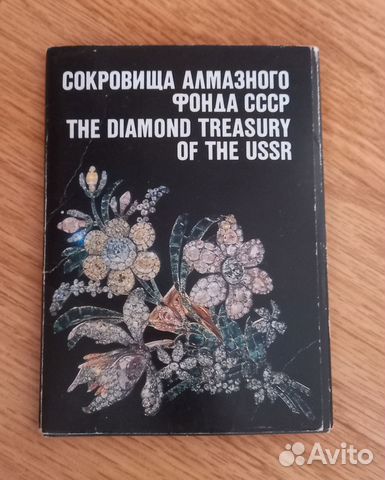 СОКРОВИЩА АЛМАЗНОГО
ФОНДА СССР
THE DIAMOND TREASURY
OF THE USSR
Avito